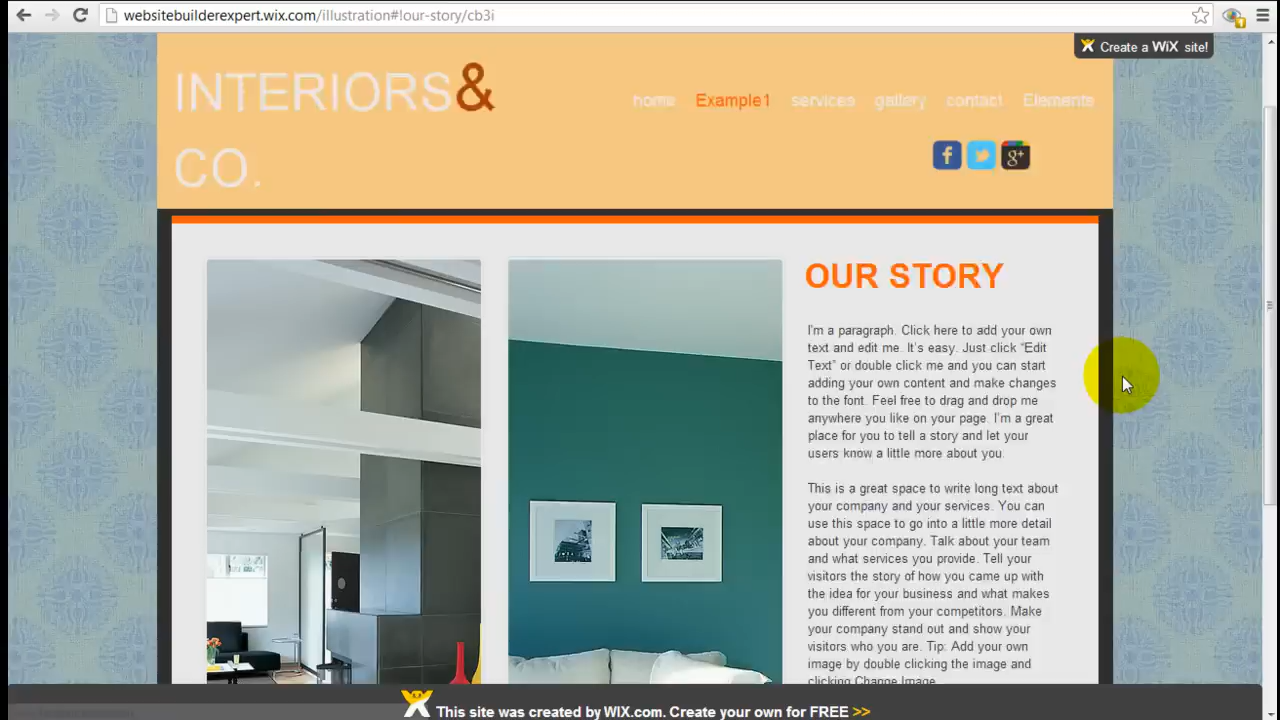 websitebuilderexpert.wix.com/illustration#!our-story/cb3i
Create a WiX site!
INTERIORS&
CO.
home Example1 services gallery contact Elements
f g+
OUR STORY
I'm a paragraph. Click here to add your own
text and edit me. It's easy. Just click “Edit
Text” or double click me and you can start
adding your own content and make changes
to the font. Feel free to drag and drop me
anywhere you like on your page. I'm a great
place for you to tell a story and let your
users know a little more about you.
This is a great space to write long text about
your company and your services. You can
use this space to go into a little more detail
about your company. Talk about your team
and what services you provide. Tell your
visitors the story of how you came up with
the idea for your business and what makes
you different from your competitors. Make
your company stand out and show your
visitors who you are. Tip: Add your own
image by double clicking the image and
clicking Change Image.
This site was created by WIX.com. Create your own for FREE >>